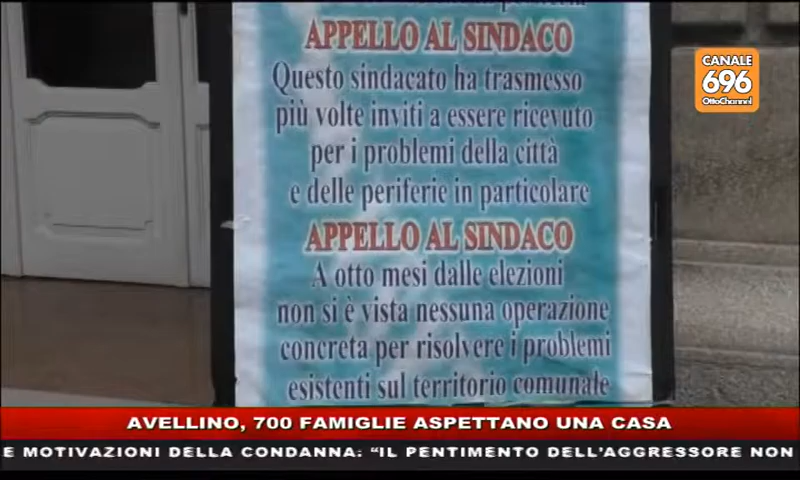 APPELLO AL SINDACO
Questo sindacato ha trasmesso
più volte inviti a essere ricevuto
per i problemi della città
e delle periferie in particolare
APPELLO AL SINDACO
A otto mesi dalle elezioni
non si è vista nessuna operazione
concreta per risolvere i problemi
esistenti sul territorio comunale
CANALE
696
OttoChannel
AVELLINO, 700 FAMIGLIE ASPETTANO UNA CASA
E MOTIVAZIONI DELLA CONDANNA: “IL PENTIMENTO DELL'AGGRESSORE NON